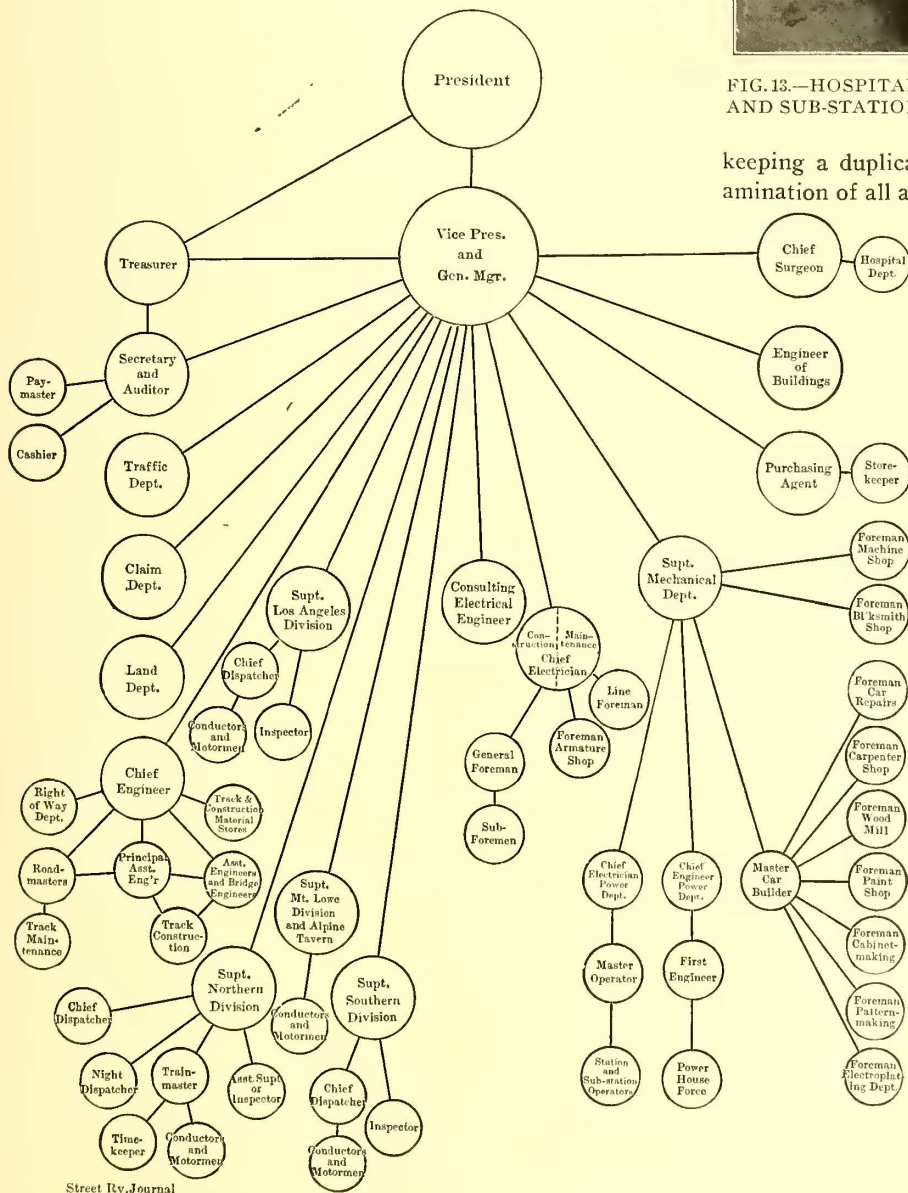 President
FIG. 13.—HOSPITAL
AND SUB-STATION
keeping a duplica
amination of all a
Treasurer
Vice Pres.
and
Gen. Mgr.
Chief
Surgeon
Hospital
Dept.
Secretary
and
Auditor
Pay-
master
Cashier
Engineer
of
Buildings
Traffic
Dept.
Purchasing
Agent
Store-
keeper
Claim
Dept.
Land
Dept.
Supt.
Los Angeles
Division
Chief
Dispatcher
Conductors
and
Motormen
Inspector
Consulting
Electrical
Engineer
Con-
struction
Main-
tenance
Chief
Electrician
Line
Foreman
Foreman
Armature
Shop
General
Foreman
Sub-
Foremen
Supt.
Mechanical
Dept.
Foreman
Machine
Shop
Foreman
Bl'ksmith
Shop
Foreman
Car
Repairs
Foreman
Carpenter
Shop
Foreman
Wood
Mill
Foreman
Paint
Shop
Foreman
Cabinet-
making
Foreman
Pattern-
making
Foreman
Electroplat-
ing Dept.
Master
Car
Builder
Chief
Electrician
Power
Dept.
Master
Operator
Station
and
Sub-station
Operators
Chief
Engineer
Power
Dept.
First
Engineer
Power
House
Force
Chief
Engineer
Right
of Way
Dept.
Track &
Construction
Material
Stores
Road-
masters
Principal
Asst.
Eng'r
Asst.
Engineers
and Bridge
Engineers
Track
Main-
tenance
Track
Construc-
tion
Supt.
Mt. Lowe
Division
and Alpine
Tavern
Conductors
and
Motormen
Supt.
Northern
Division
Chief
Dispatcher
Night
Dispatcher
Train-
master
Asst. Supt.
or
Inspector
Time-
keeper
Conductors
and
Motormen
Supt.
Southern
Division
Chief
Dispatcher
Inspector
Conductors
and
Motormen
Street Ry. Journal